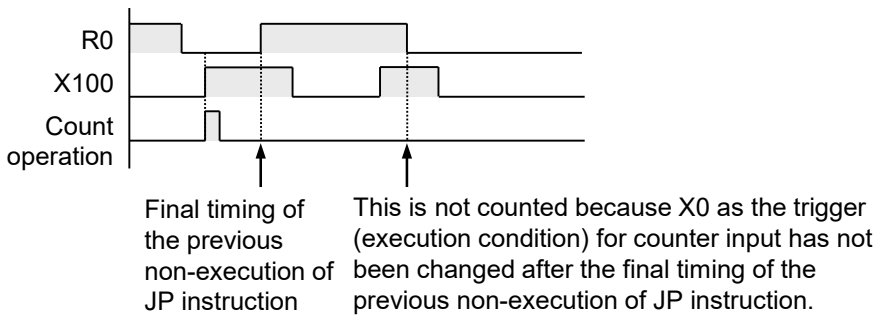 R0
X100
Count
operation
Final timing of
the previous
non-execution of
JP instruction
This is not counted because X0 as the trigger
(execution condition) for counter input has not
been changed after the final timing of the
previous non-execution of JP instruction.